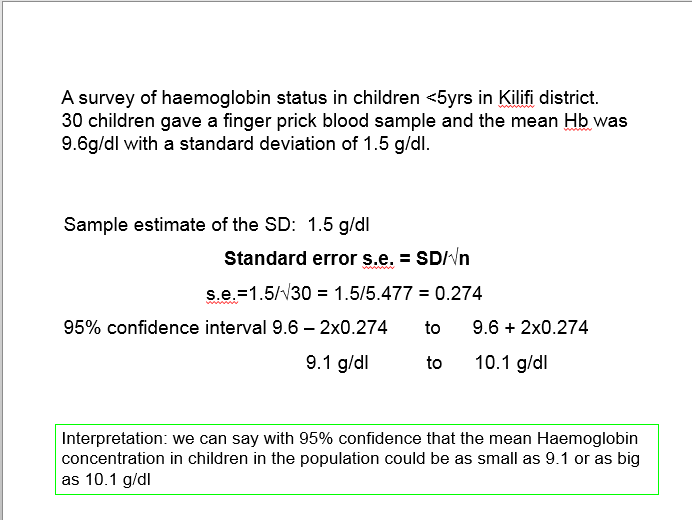 A survey of haemoglobin status in children <5yrs in Kilifi district.
30 children gave a finger prick blood sample and the mean Hb was
9.6g/dl with a standard deviation of 1.5 g/dl.
Sample estimate of the SD: 1.5 g/dl
Standard error s.e. = SD/√n
s.e.=1.5/√30 = 1.5/5.477 = 0.274
95% confidence interval 9.6 – 2x0.274 to 9.6 + 2x0.274
9.1 g/dl to 10.1 g/dl
Interpretation: we can say with 95% confidence that the mean Haemoglobin
concentration in children in the population could be as small as 9.1 or as big
as 10.1 g/dl